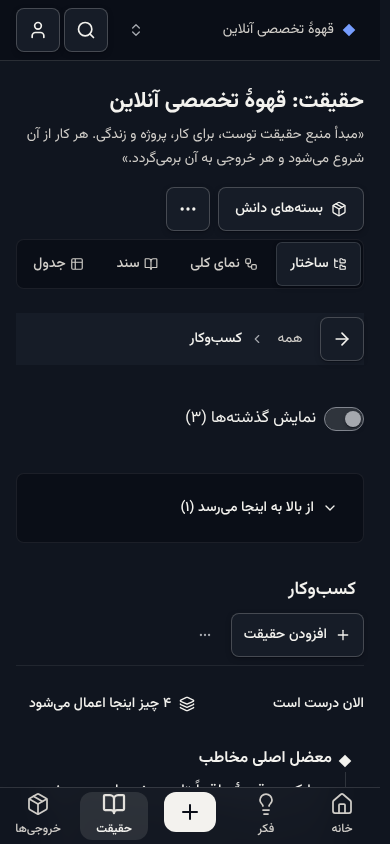 قهوهٔ تخصصی آنلاین
حقیقت: قهوهٔ تخصصی آنلاین
«مبدأ منبع حقیقت توست، برای کار، پروژه و زندگی. هر کار از آن
شروع می‌شود و هر خروجی به آن برمی‌گردد.»
بسته‌های دانش
ساختار
نمای کلی
سند
جدول
همه
کسب‌وکار
نمایش گذشته‌ها (۳)
از بالا به اینجا می‌رسد (۱)
کسب‌وکار
افزودن حقیقت
الان درست است
۴ چیز اینجا اعمال می‌شود
معضل اصلی مخاطب
خانه
فکر
حقیقت
خروجی‌ها